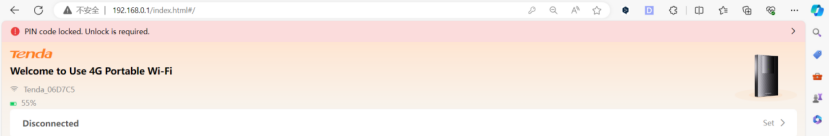 不安全 | 192.168.0.1/index.html#/
PIN code locked. Unlock is required.
Tenda
Welcome to Use 4G Portable Wi-Fi
Tenda_06D7C5
55%
Disconnected Set